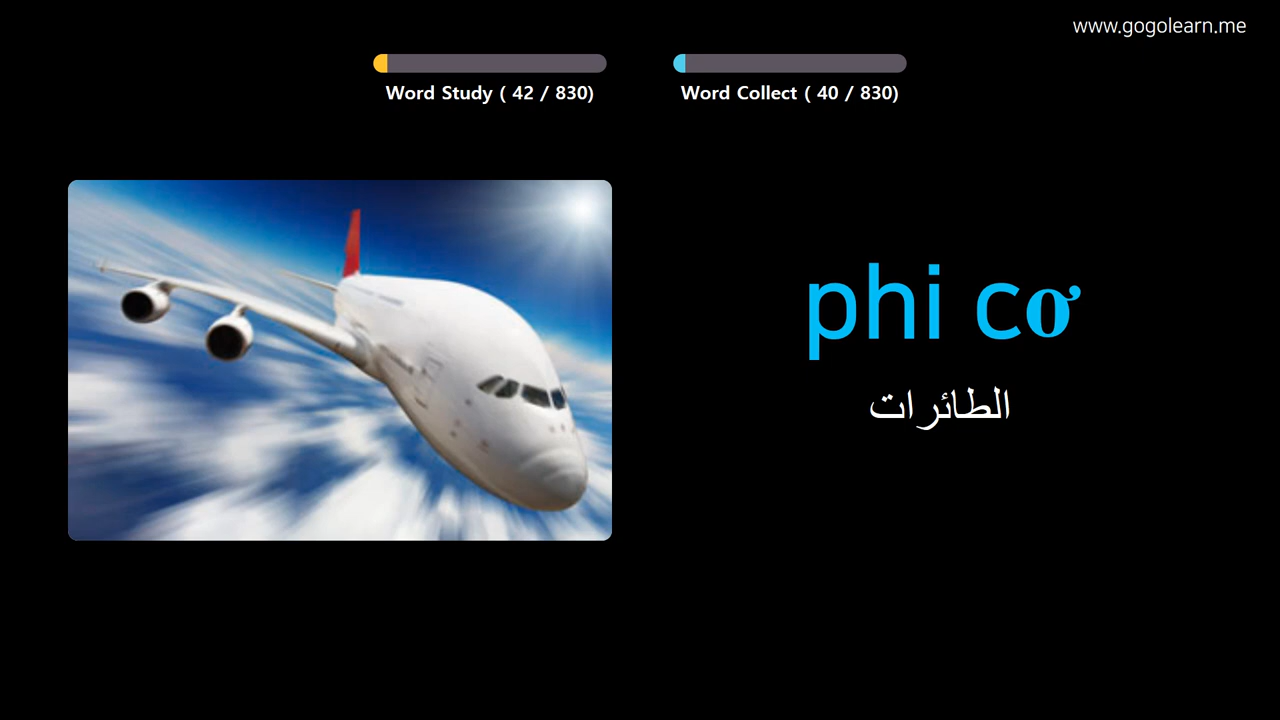 www.gogolearn.me
Word Study ( 42 / 830)
Word Collect ( 40 / 830)
phi cơ
الطائرات